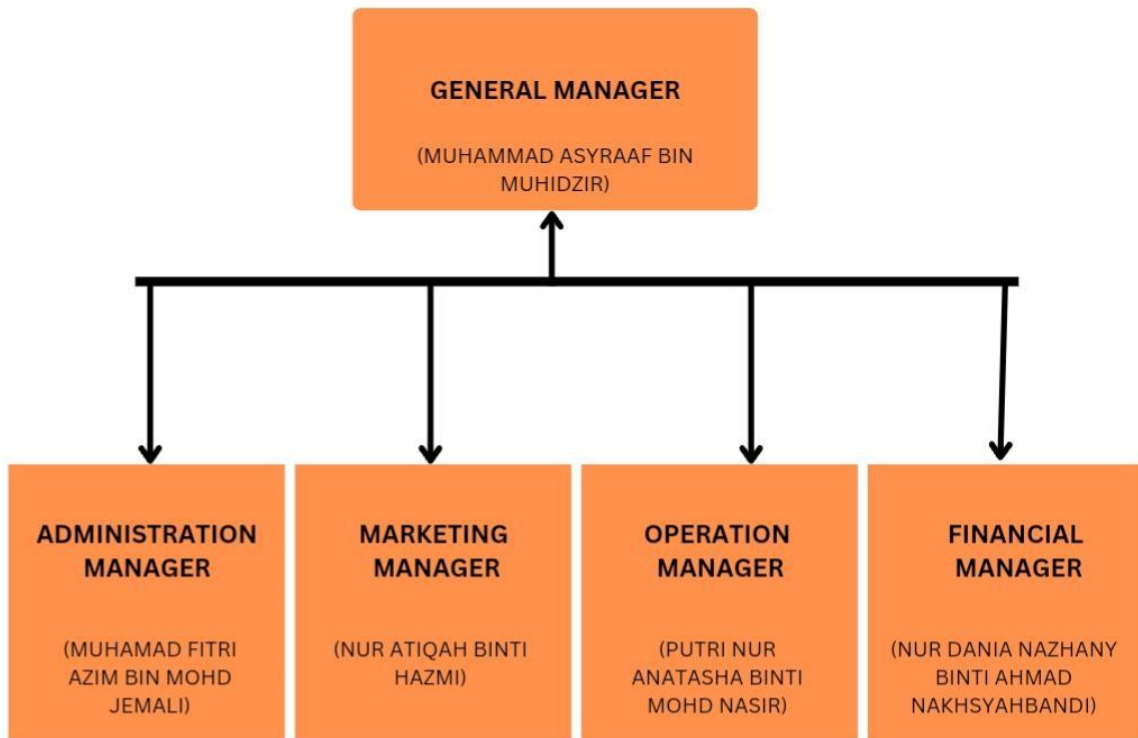 GENERAL MANAGER
(MUHAMMAD ASYRAAF BIN
MUHIDZIR)
ADMINISTRATION
MANAGER
(MUHAMAD FITRI
AZIM BIN MOHD
JEMALI)
MARKETING
MANAGER
(NUR ATIQAH BINTI
HAZMI)
OPERATION
MANAGER
(PUTRI NUR
ANATASHA BINTI
MOHD NASIR)
FINANCIAL
MANAGER
(NUR DANIA NAZHANY
BINTI AHMAD
NAKHSYAHBANDI)